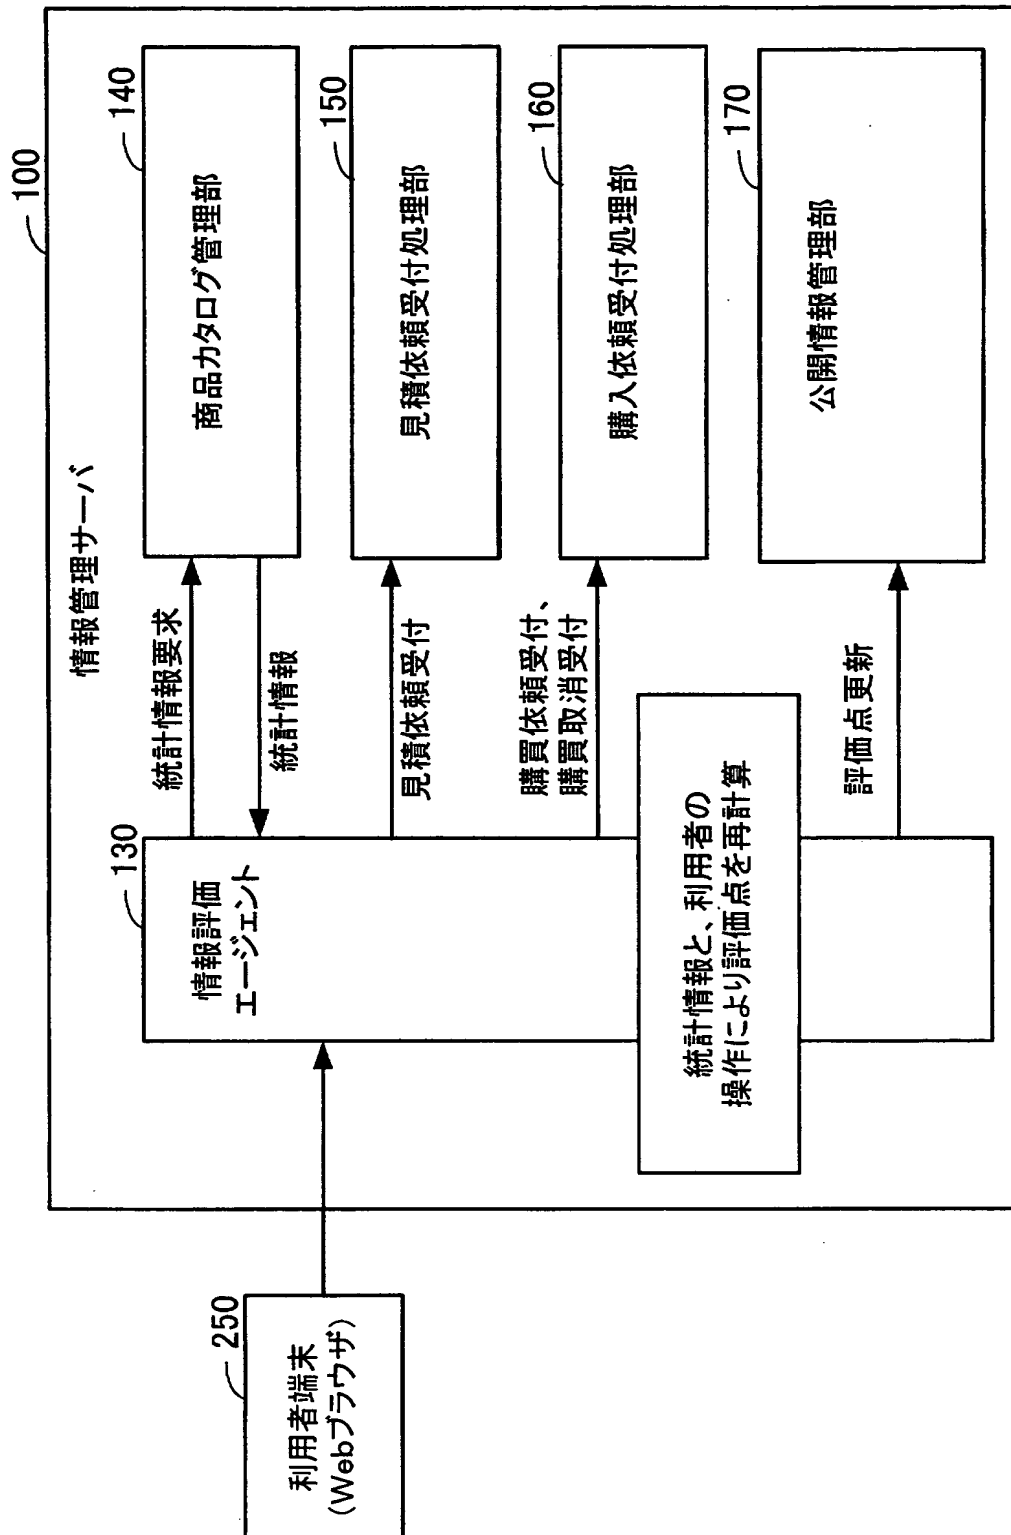 100
情報管理サーバ
250
利用者端末
(Webブラウザ)
130
情報評価
エージェント
統計情報要求
統計情報
140
商品カタログ管理部
見積依頼受付
150
見積依頼受付処理部
購買依頼受付、
購買取消受付
160
購入依頼受付処理部
統計情報と、利用者の
操作により評価点を再計算
評価点更新
170
公開情報管理部